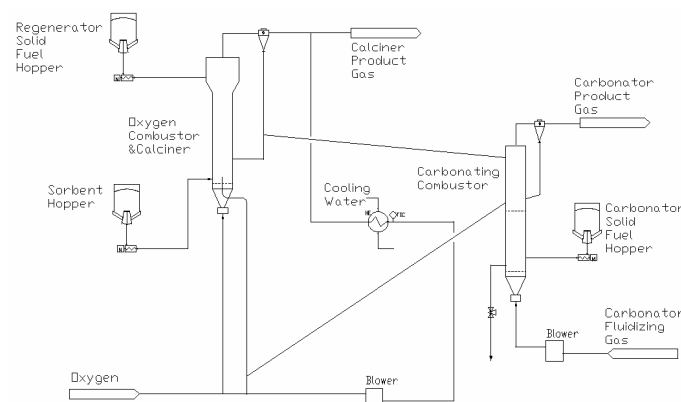 Regenerator
Solid
Fuel
Hopper
Calciner
Product
Gas
Carbonator
Product
Gas
Oxygen
Combustor
&Calciner
Carbonating
Combustor
Sorbent
Hopper
Cooling
Water
Carbonator
Solid
Fuel
Hopper
Carbonator
Fluidizing
Gas
Blower
Oxygen
Blower